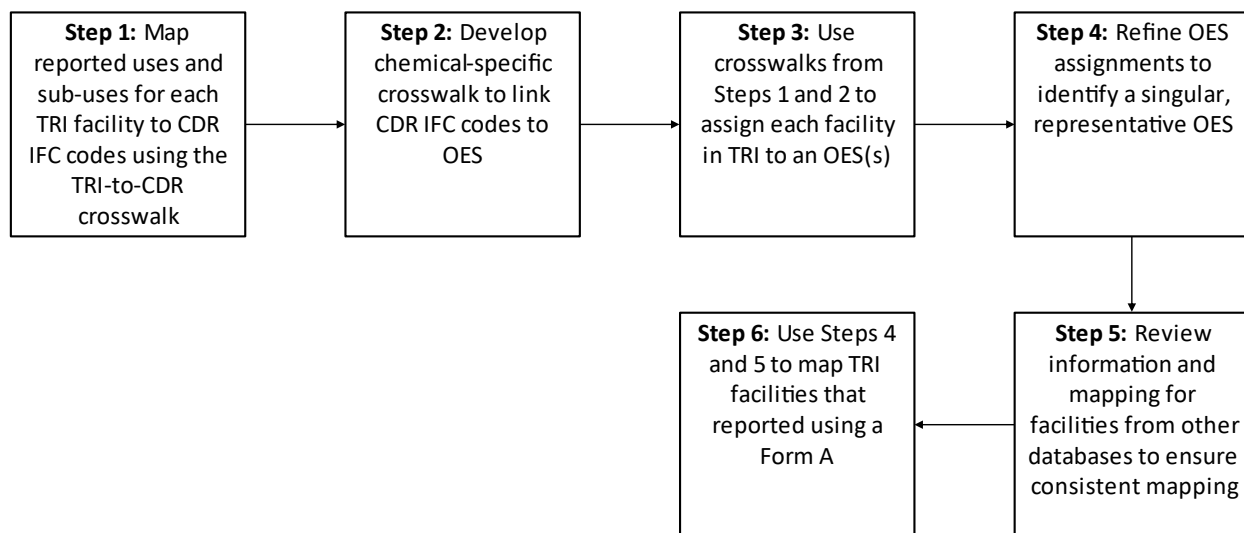 Step 1: Map
reported uses and
sub-uses for each
TRI facility to CDR
IFC codes using the
TRI-to-CDR
crosswalk
Step 2: Develop
chemical-specific
crosswalk to link
CDR IFC codes to
OES
Step 3: Use
crosswalks from
Steps 1 and 2 to
assign each facility
in TRI to an OES(s)
Step 4: Refine OES
assignments to
identify a singular,
representative OES
Step 5: Review
information and
mapping for
facilities from other
databases to ensure
consistent mapping
Step 6: Use Steps 4
and 5 to map TRI
facilities that
reported using a
Form A